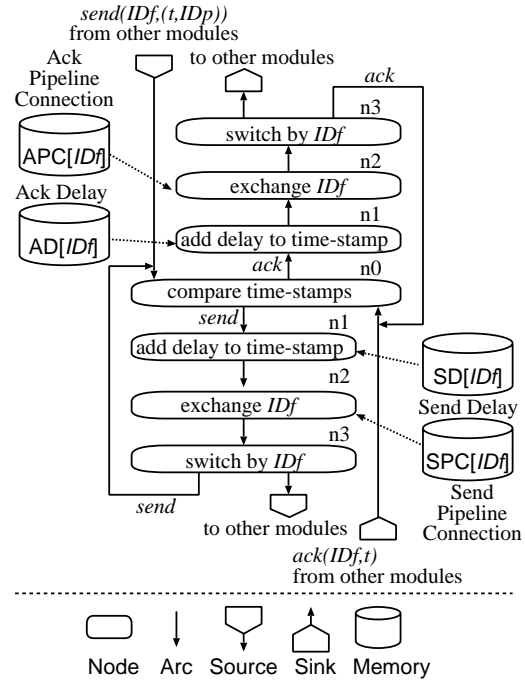 send(IDf,(t,IDp))
from other modules
to other modules
Ack
Pipeline
Connection
ack
n3
switch by IDf
APC[IDf]
n2
exchange IDf
Ack Delay
n1
add delay to time-stamp
AD[IDf]
ack
n0
compare time-stamps
send
n1
add delay to time-stamp
SD[IDf]
Send Delay
n2
exchange IDf
n3
switch by IDf
SPC[IDf]
Send
Pipeline
Connection
send
to other modules
ack(IDf,t)
from other modules
Node Arc Source Sink Memory